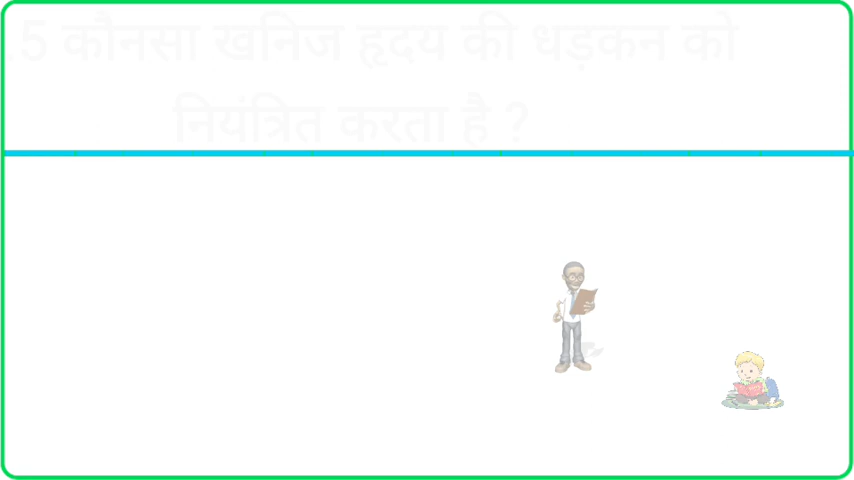 .5 कौनसा खनिज हृदय की धड़कन को
नियंत्रित करता है ?